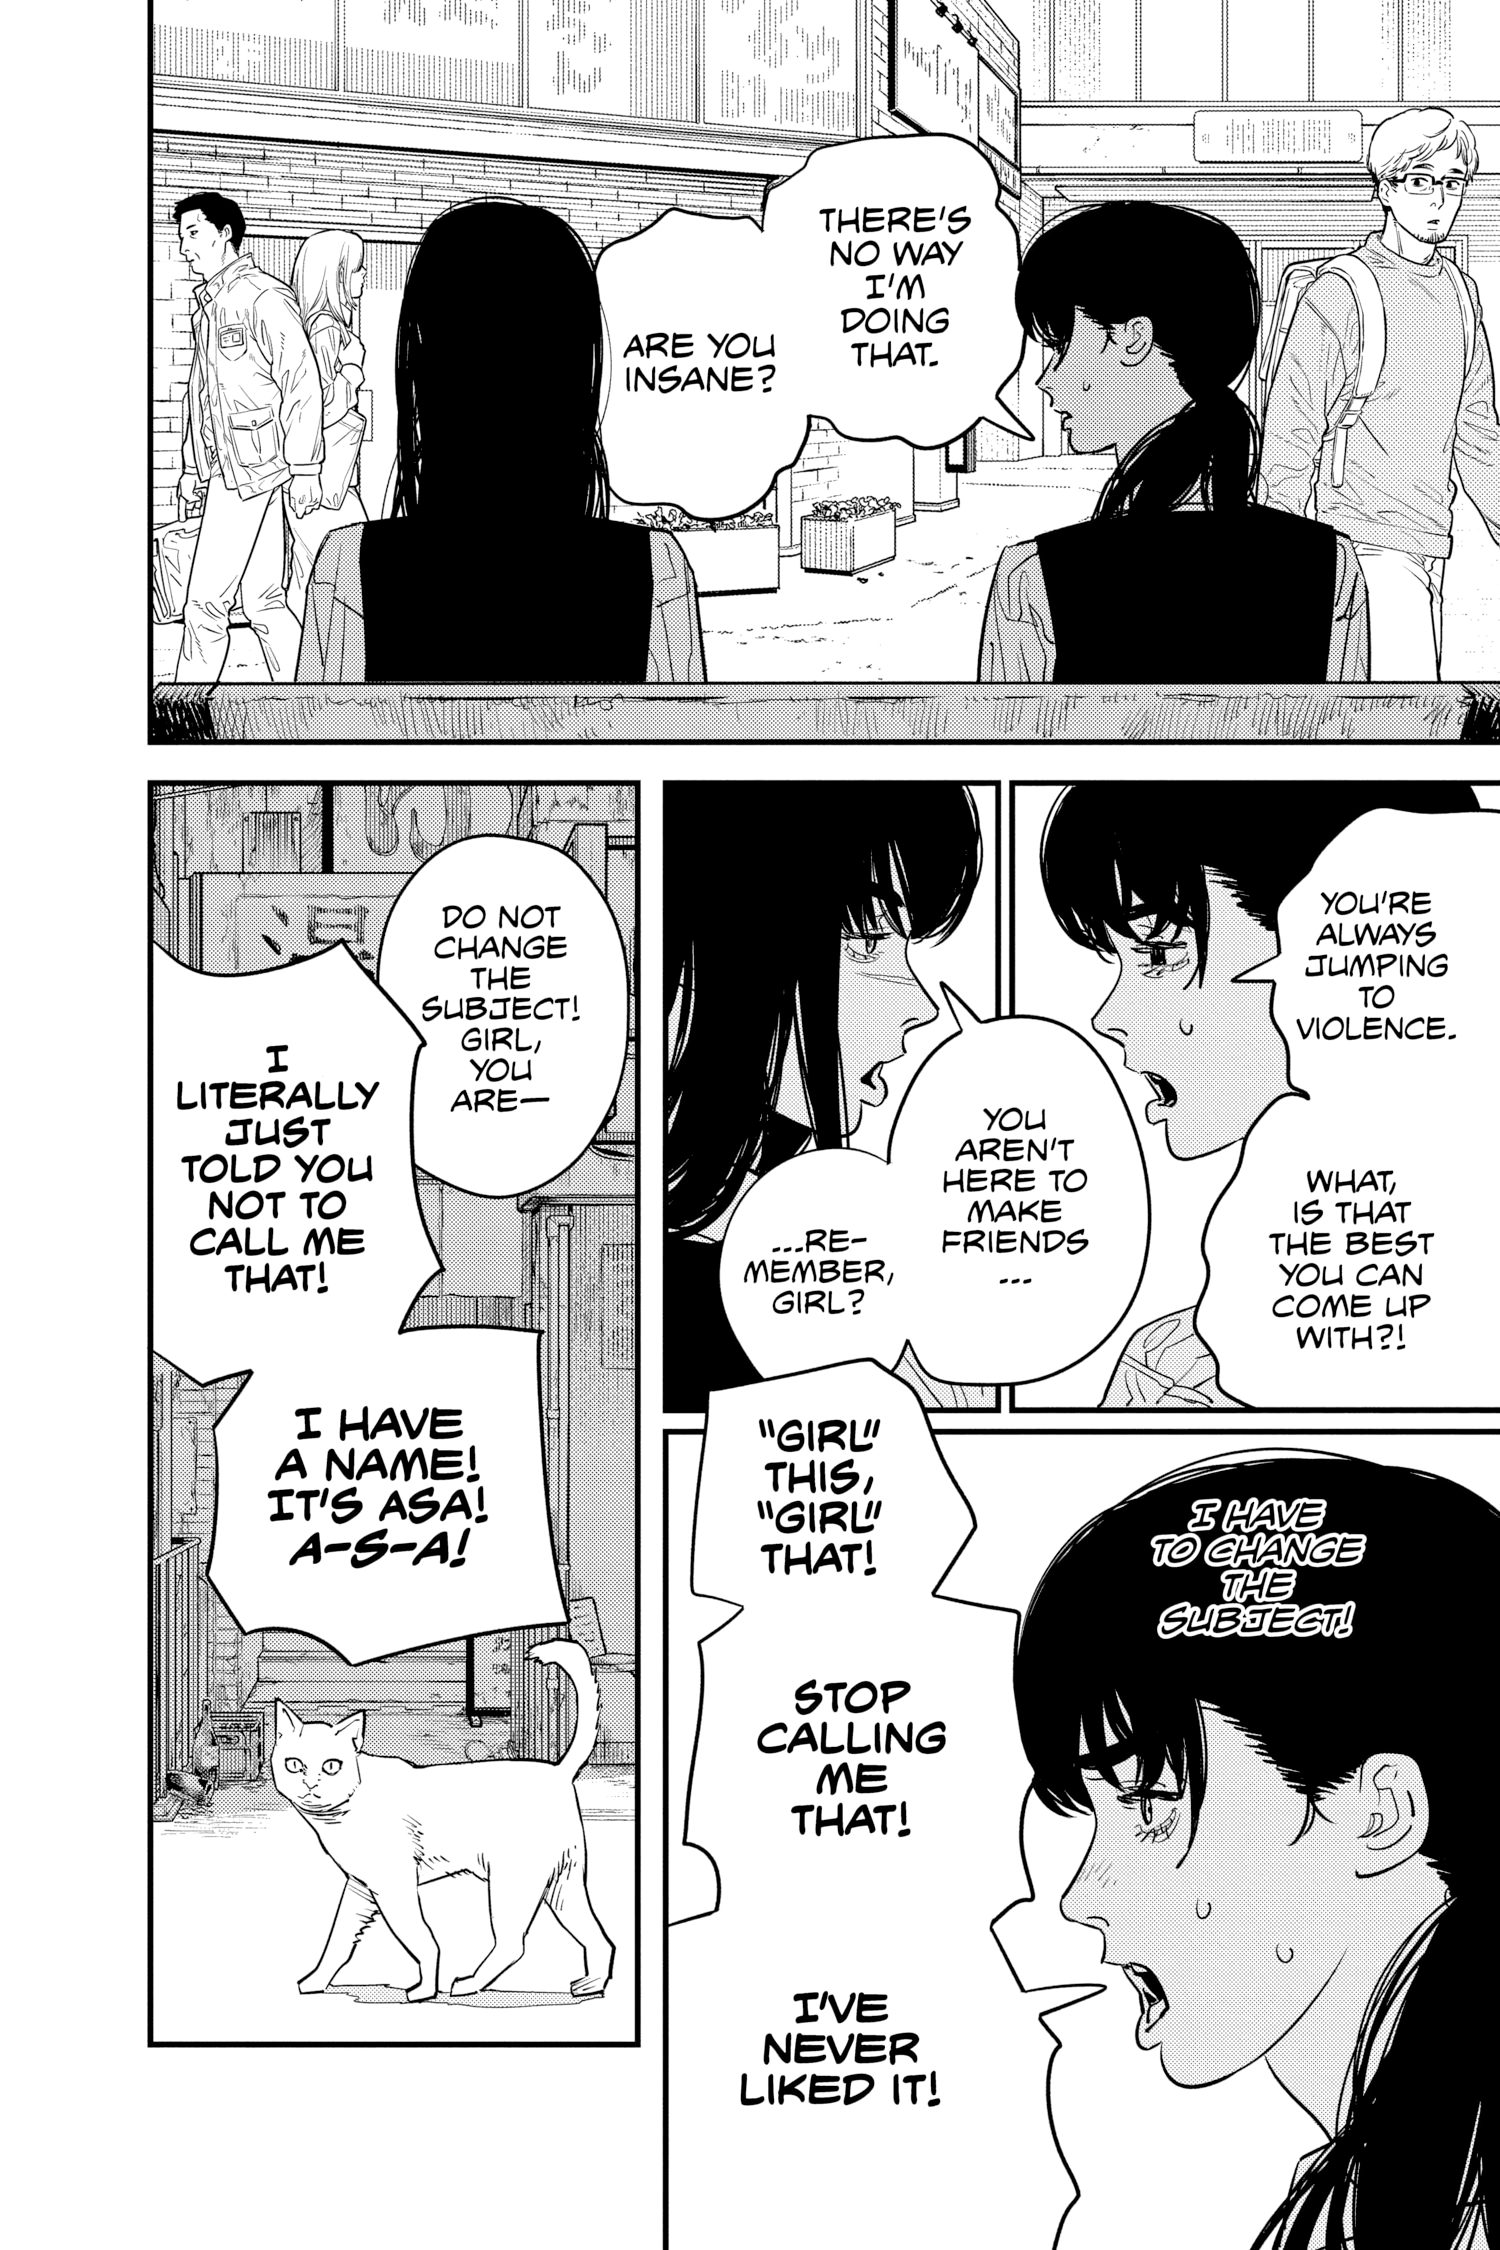 THERE'S
NO WAY
I'M
DOING
THAT.
ARE YOU
INSANE?
YOU'RE
ALWAYS
JUMPING
TO
VIOLENCE.
WHAT,
IS THAT
THE BEST
YOU CAN
COME UP
WITH?!
YOU
AREN'T
HERE TO
MAKE
FRIENDS
...
...RE-
MEMBER,
GIRL?
I HAVE
TO CHANGE
THE
SUBJECT!
"GIRL"
THIS,
"GIRL"
THAT!
STOP
CALLING
ME
THAT!
I'VE
NEVER
LIKED IT!
DO NOT
CHANGE
THE
SUBJECT!
GIRL,
YOU
ARE—
I
LITERALLY
JUST
TOLD YOU
NOT TO
CALL ME
THAT!
I HAVE
A NAME!
IT'S ASA!
A-S-A!